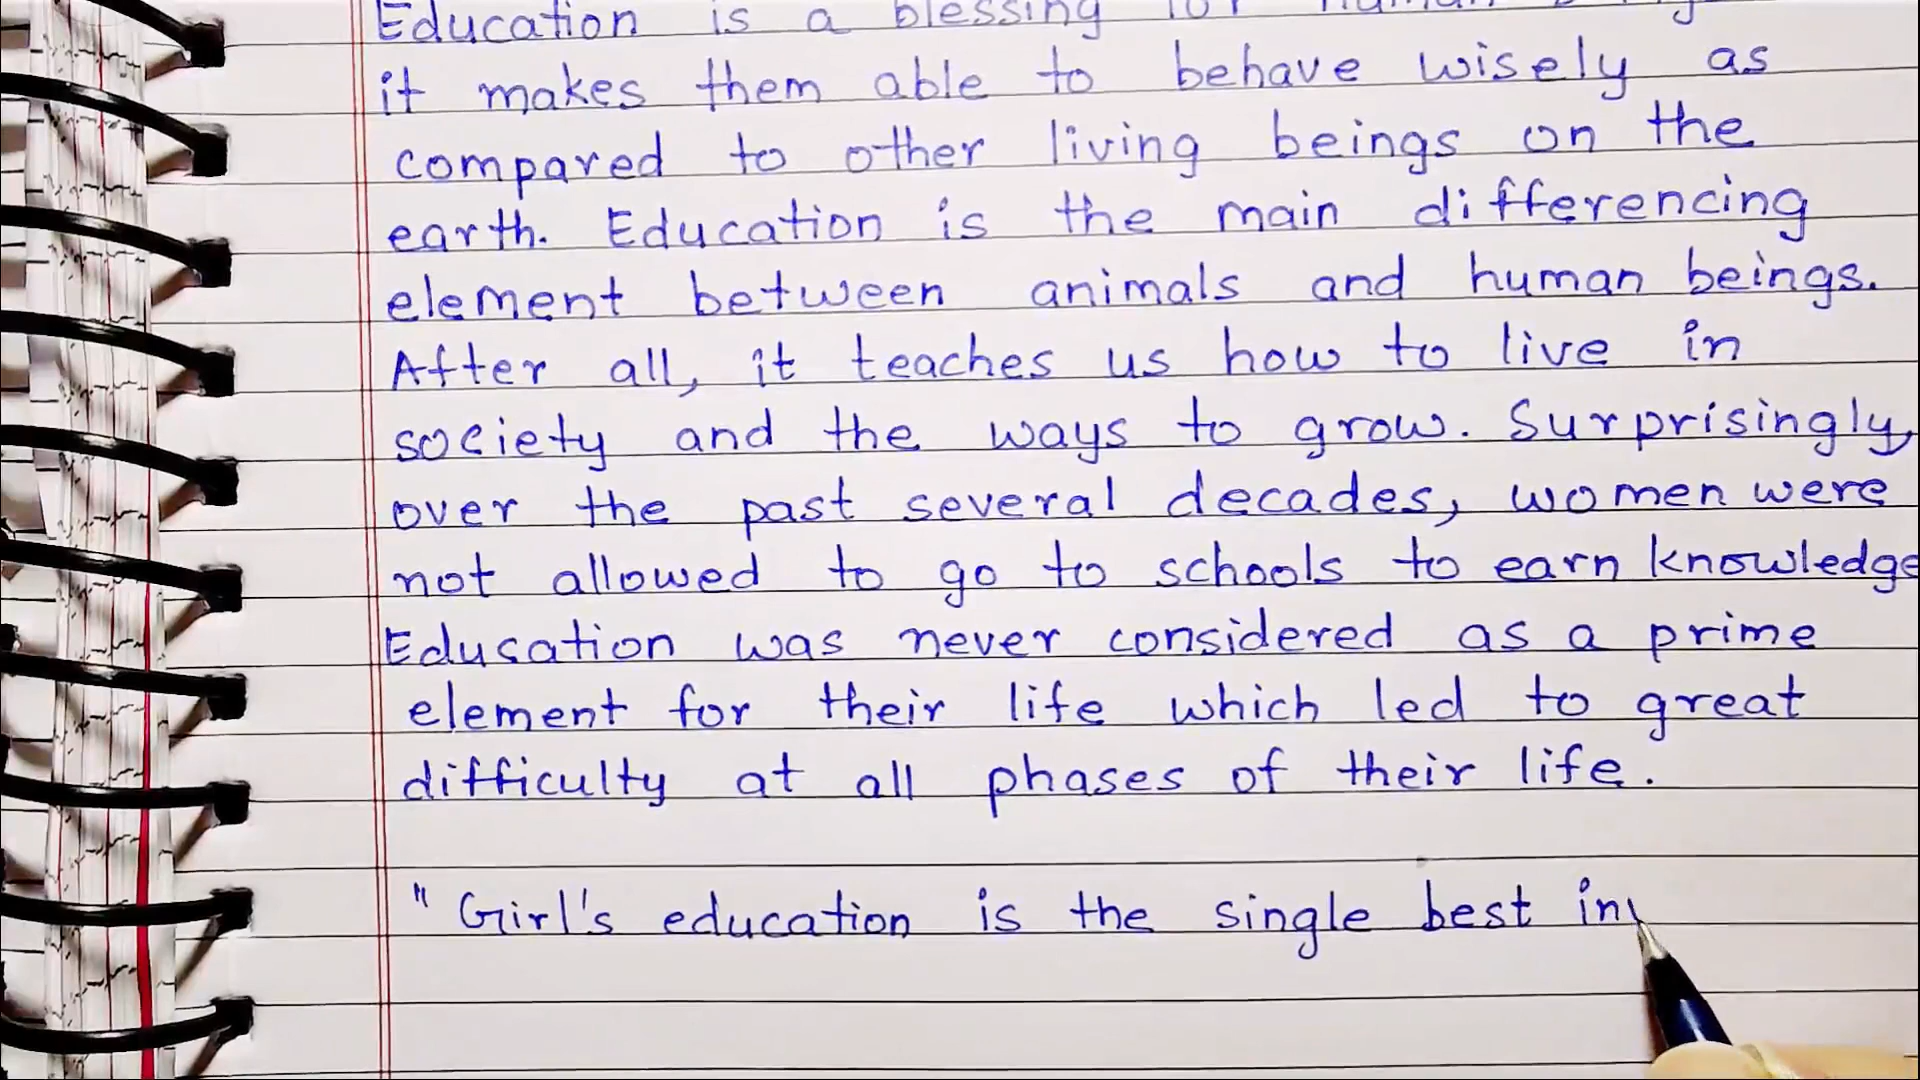 Education is a blessing for human
it makes them able to behave wisely as
compared to other living beings on the
earth. Education is the main differencing
element between animals and human beings.
After all, it teaches us how to live in
society and the ways to grow. Surprisingly,
over the past several decades, women were
not allowed to go to schools to earn knowledge
Education was never considered as a prime
element for their life which led to great
difficulty at all phases of their life.
" Girl's education is the single best inv